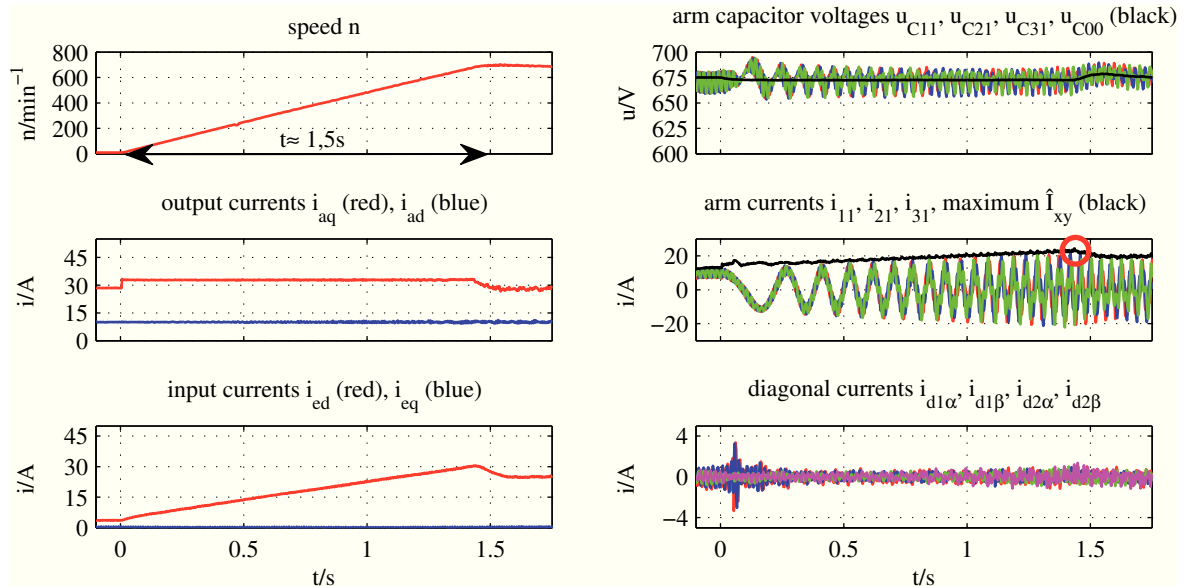 speed n
n/min⁻¹
800
600
400
200
0
t≈ 1,5s
output currents i_aq (red), i_ad (blue)
i/A
45
30
15
0
input currents i_ed (red), i_eq (blue)
i/A
45
30
15
0
0
0.5
1
1.5
t/s
arm capacitor voltages u_C11, u_C21, u_C31, u_C00 (black)
u/V
700
675
650
625
600
arm currents i_11, i_21, i_31, maximum Î_xy (black)
i/A
20
0
−20
diagonal currents i_d1α, i_d1β, i_d2α, i_d2β
i/A
4
0
−4
0
0.5
1
1.5
t/s